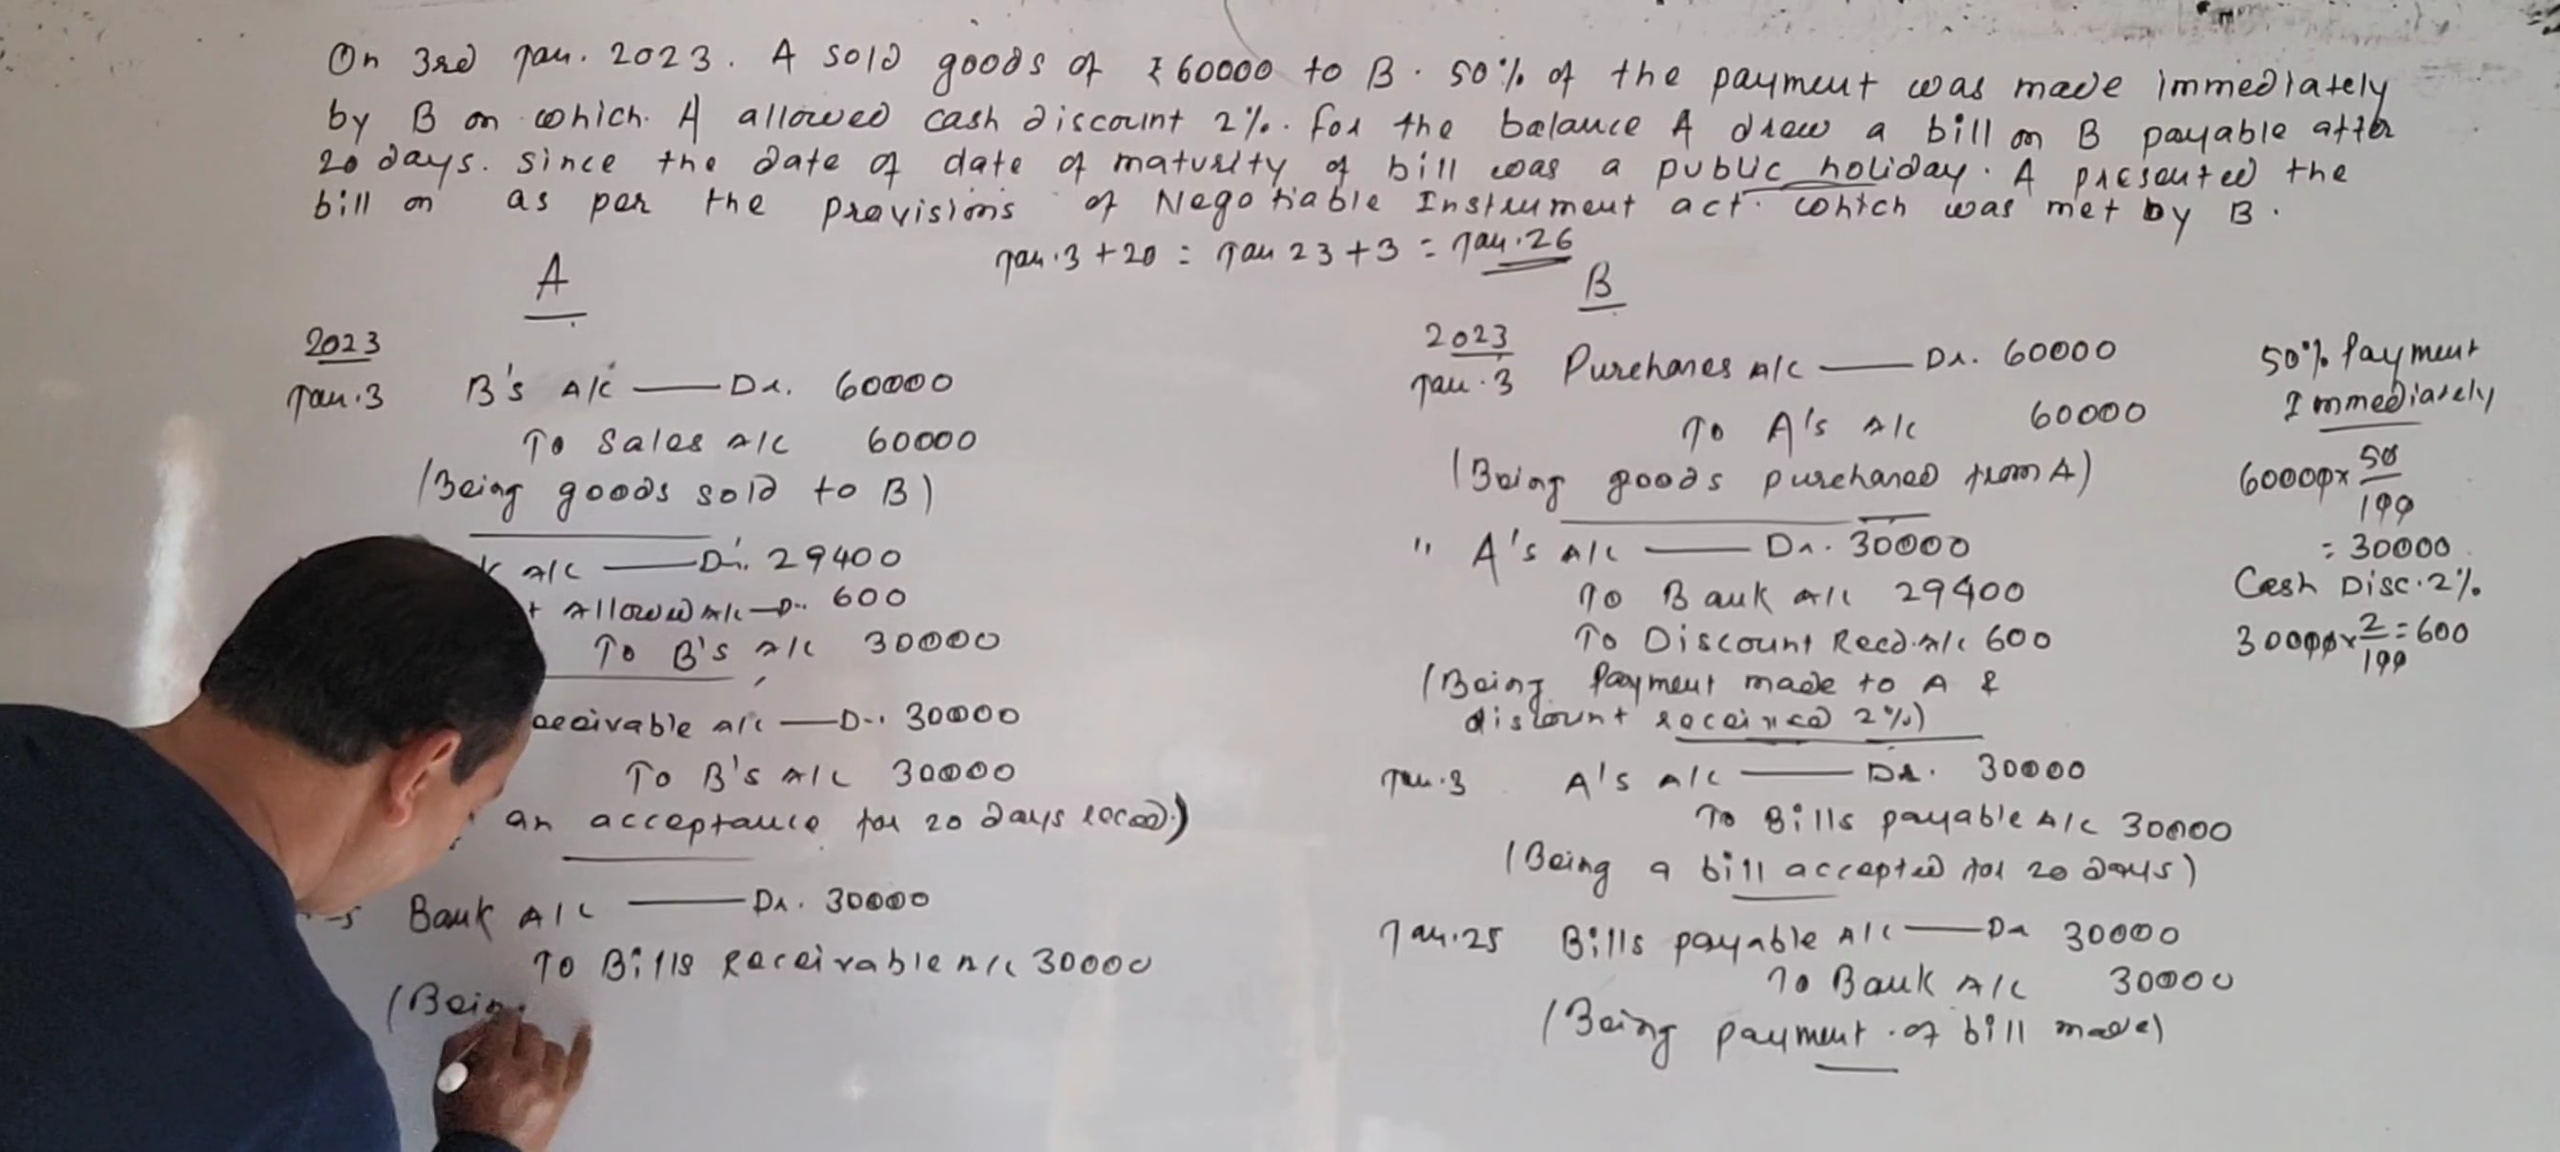 On 3rd Jan. 2023. A sold goods of ₹60000 to B. 50% of the payment was made immediately
by B on which. A allowed cash discount 2%. for the balance A drew a bill on B payable after
20 days. since the date of date of maturity of bill was a public holiday. A presented the
bill on as per the provisions of Negotiable Instrument act. which was met by B.
Jan.3 + 20 = Jan 23 + 3 = Jan.26
A
2023
Jan.3 B's A/c — Dr. 60000
To Sales A/c 60000
(Being goods sold to B)
A/c — Dr. 29400
Allowed A/c — D.. 600
To B's A/c 30000
receivable A/c — D.. 30000
To B's A/c 30000
an acceptance for 20 days recd.)
Bank A/c — Dr. 30000
To Bills Receivable A/c 30000
(Being
B
2023
Jan.3 Purchases A/c — Dr. 60000
To A's A/c 60000
(Being goods purchased from A)
" A's A/c — Dr. 30000
To Bank A/c 29400
To Discount Recd. A/c 600
(Being Payment made to A &
discount received 2%)
Jan.3 A's A/c — Dr. 30000
To Bills payable A/c 30000
(Being a bill accepted for 20 days)
Jan.25 Bills payable A/c — Dr 30000
To Bank A/c 30000
(Being payment of bill made)
50% Payment
Immediately
60000 x 50/100
= 30000
Cash Disc. 2%
30000 x 2/100 = 600